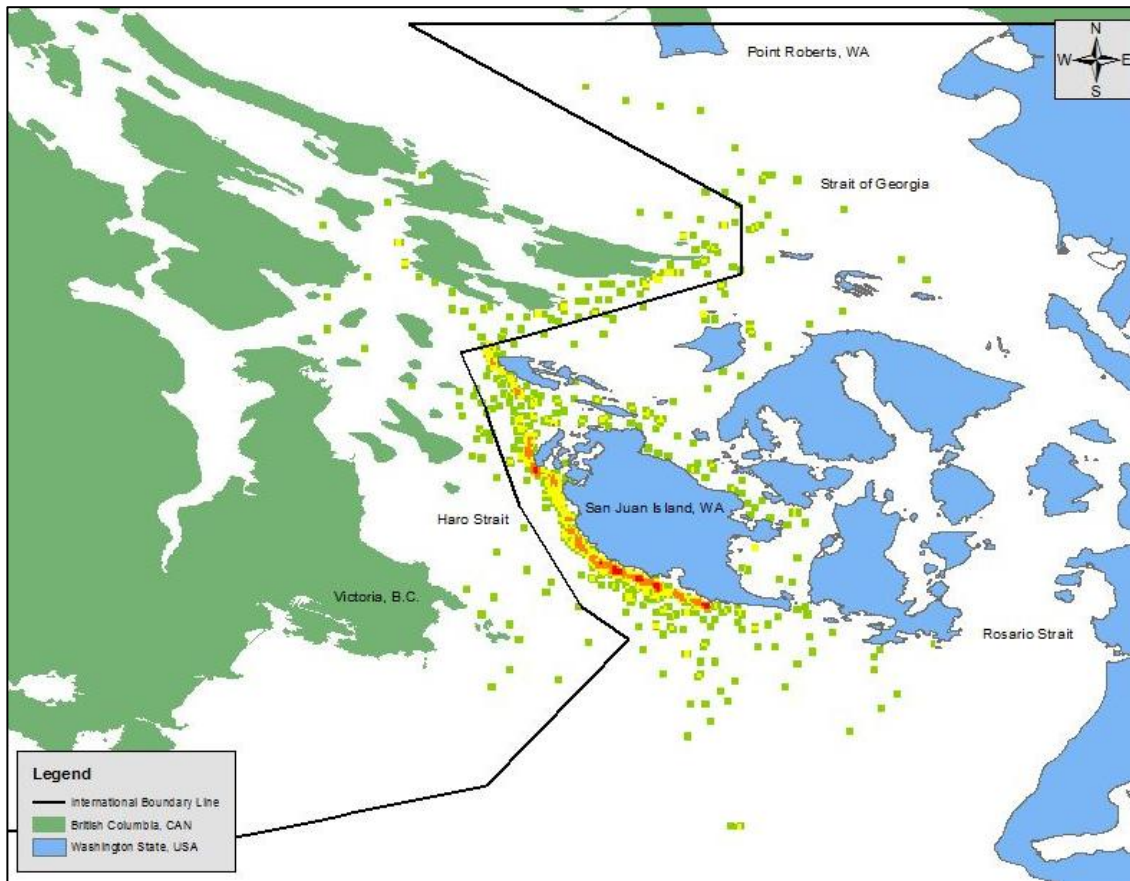 N
W E
S
Point Roberts, WA
Strait of Georgia
San Juan Island, WA
Haro Strait
Victoria, B.C.
Rosario Strait
Legend
International Boundary Line
British Columbia, CAN
Washington State, USA